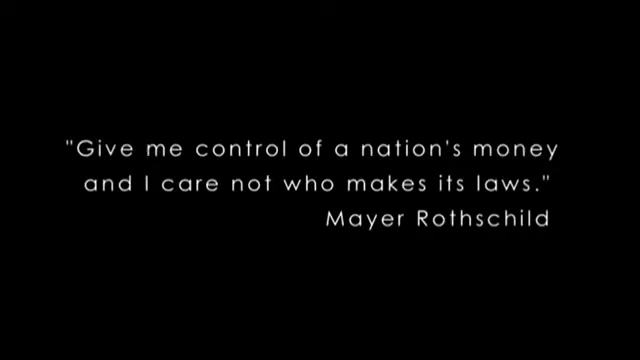 "Give me control of a nation's money
and I care not who makes its laws."
Mayer Rothschild